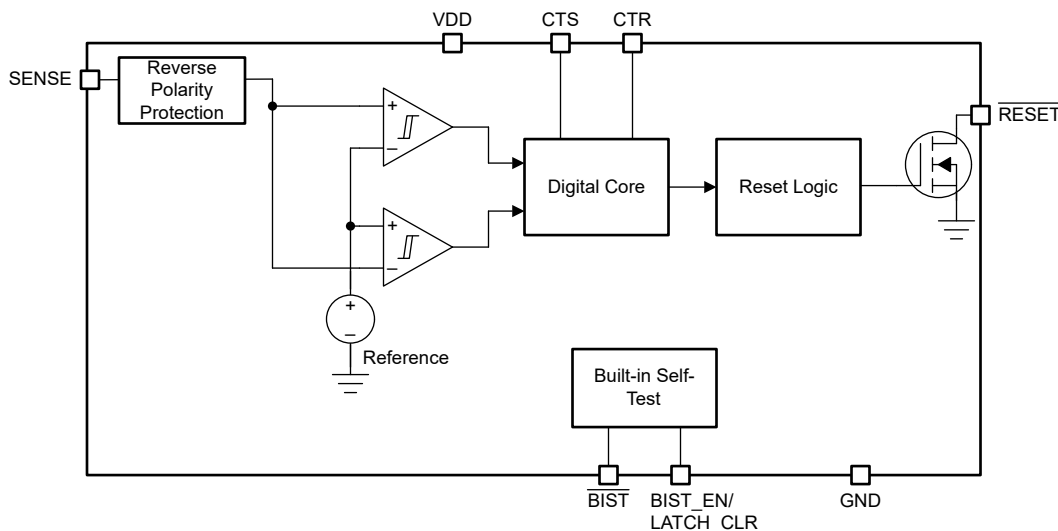 VDD
CTS
CTR
SENSE
Reverse
Polarity
Protection
RESET
+
−
+
−
Digital Core
Reset Logic
+
−
Reference
Built-in Self-
Test
BIST
BIST_EN/
LATCH_CLR
GND